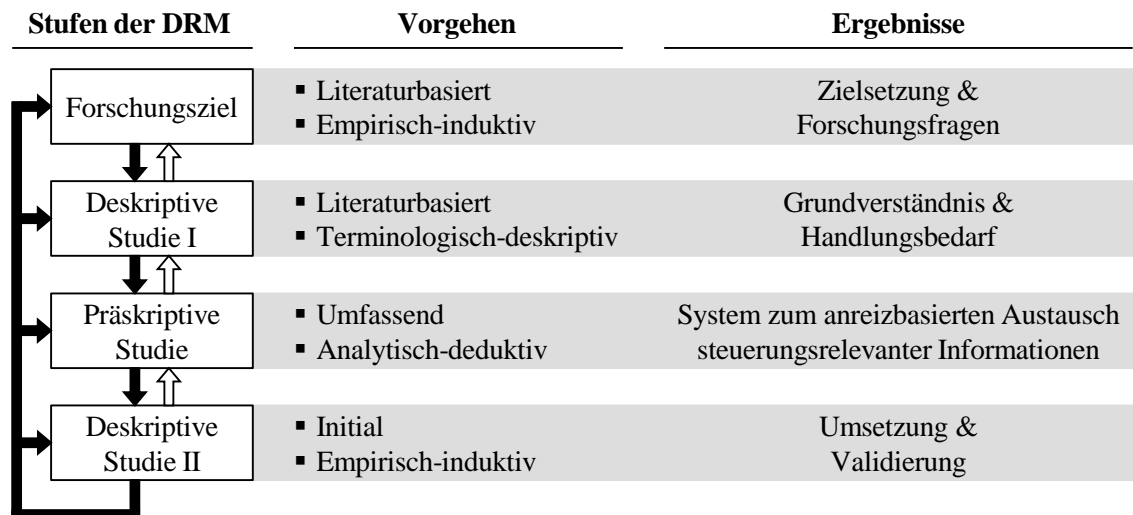 Stufen der DRM
Vorgehen
Ergebnisse
Forschungsziel
▪ Literaturbasiert
▪ Empirisch-induktiv
Zielsetzung &
Forschungsfragen
Deskriptive
Studie I
▪ Literaturbasiert
▪ Terminologisch-deskriptiv
Grundverständnis &
Handlungsbedarf
Präskriptive
Studie
▪ Umfassend
▪ Analytisch-deduktiv
System zum anreizbasierten Austausch
steuerungsrelevanter Informationen
Deskriptive
Studie II
▪ Initial
▪ Empirisch-induktiv
Umsetzung &
Validierung